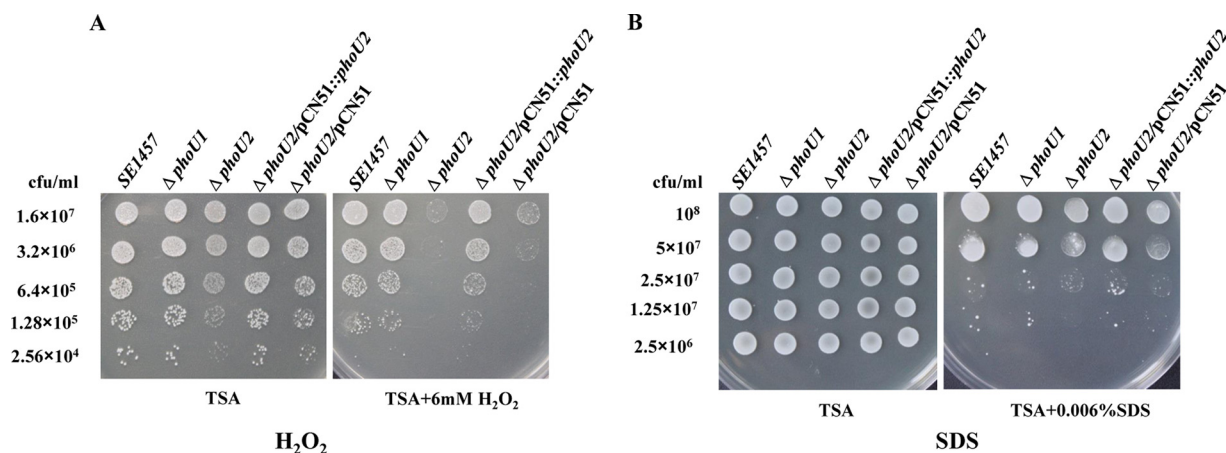 A
SE1457
Δ phoU1
Δ phoU2
Δ phoU2/pCN51::phoU2
Δ phoU2/pCN51
SE1457
Δ phoU1
Δ phoU2
Δ phoU2/pCN51::phoU2
Δ phoU2/pCN51
cfu/ml
1.6×10⁷
3.2×10⁶
6.4×10⁵
1.28×10⁵
2.56×10⁴
TSA
TSA+6mM H₂O₂
H₂O₂
B
SE1457
Δ phoU1
Δ phoU2
Δ phoU2/pCN51::phoU2
Δ phoU2/pCN51
SE1457
Δ phoU1
Δ phoU2
Δ phoU2/pCN51::phoU2
Δ phoU2/pCN51
cfu/ml
10⁸
5×10⁷
2.5×10⁷
1.25×10⁷
2.5×10⁶
TSA
TSA+0.006%SDS
SDS